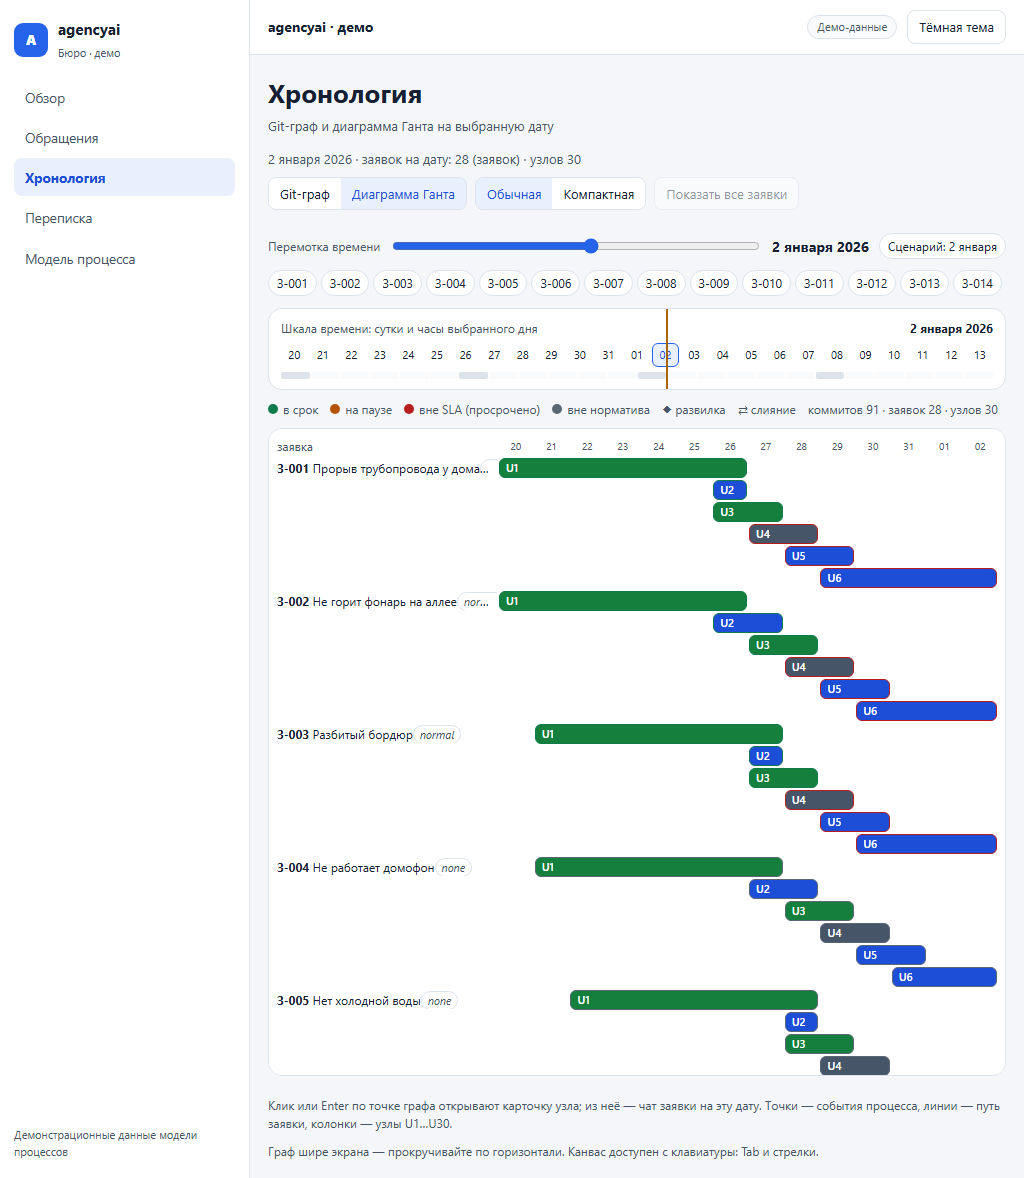 A
agencyai
Бюро · демо
Обзор
Обращения
Хронология
Переписка
Модель процесса
Демонстрационные данные модели
процессов
agencyai · демо
Демо-данные
Тёмная тема
Хронология
Git-граф и диаграмма Ганта на выбранную дату
2 января 2026 · заявок на дату: 28 (заявок) · узлов 30
Git-граф Диаграмма Ганта Обычная Компактная Показать все заявки
Перемотка времени 2 января 2026 Сценарий: 2 января
З-001 З-002 З-003 З-004 З-005 З-006 З-007 З-008 З-009 З-010 З-011 З-012 З-013 З-014
Шкала времени: сутки и часы выбранного дня 2 января 2026
20 21 22 23 24 25 26 27 28 29 30 31 01 02 03 04 05 06 07 08 09 10 11 12 13
в срок на паузе вне SLA (просрочено) вне норматива ◆ развилка ⇄ слияние коммитов 91 · заявок 28 · узлов 30
заявка 20 21 22 23 24 25 26 27 28 29 30 31 01 02
З-001 Прорыв трубопровода у дома... U1
U2
U3
U4
U5
U6
З-002 Не горит фонарь на аллее nor... U1
U2
U3
U4
U5
U6
З-003 Разбитый бордюр normal U1
U2
U3
U4
U5
U6
З-004 Не работает домофон none U1
U2
U3
U4
U5
U6
З-005 Нет холодной воды none U1
U2
U3
U4
Клик или Enter по точке графа открывают карточку узла; из неё — чат заявки на эту дату. Точки — события процесса, линии — путь
заявки, колонки — узлы U1…U30.
Граф шире экрана — прокручивайте по горизонтали. Канвас доступен с клавиатуры: Tab и стрелки.